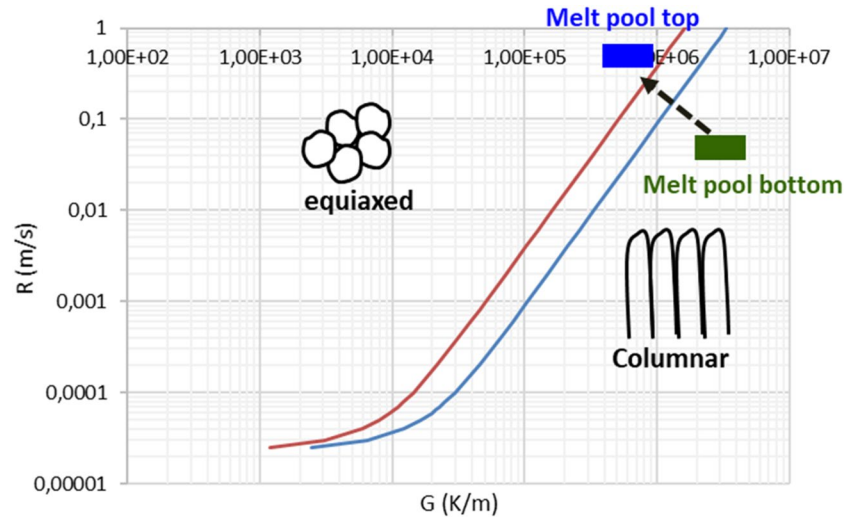 Melt pool top
1
1,00E+02
1,00E+03
1,00E+04
1,00E+05
0E+06
1,00E+07
0,1
Melt pool bottom
equiaxed
0,01
R (m/s)
0,001
Columnar
0,0001
0,00001
G (K/m)